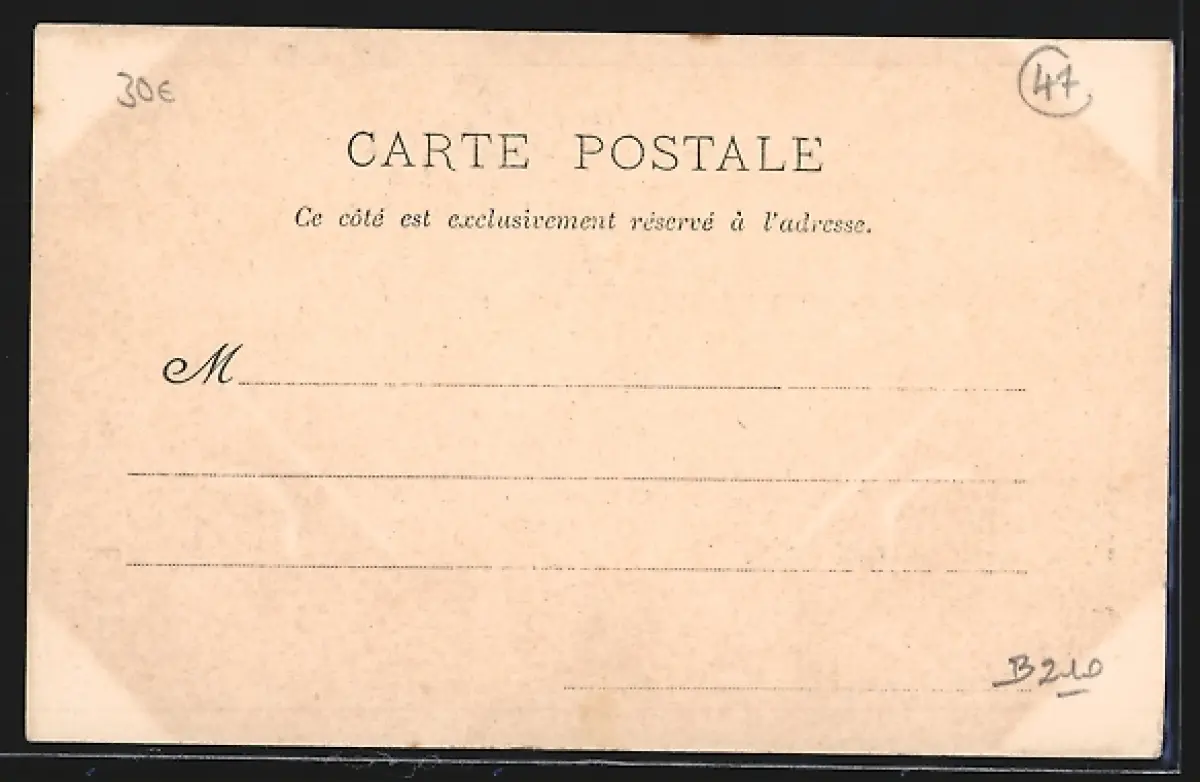 30€
47
CARTE POSTALE
Ce côté est exclusivement réservé à l'adresse.
M
B210